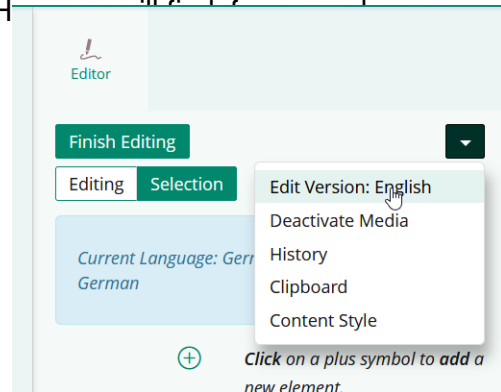 Editor
Finish Editing
Editing Selection
Edit Version: English
Deactivate Media
History
Clipboard
Content Style
Current Language: Ger
German
Click on a plus symbol to add a
new element.